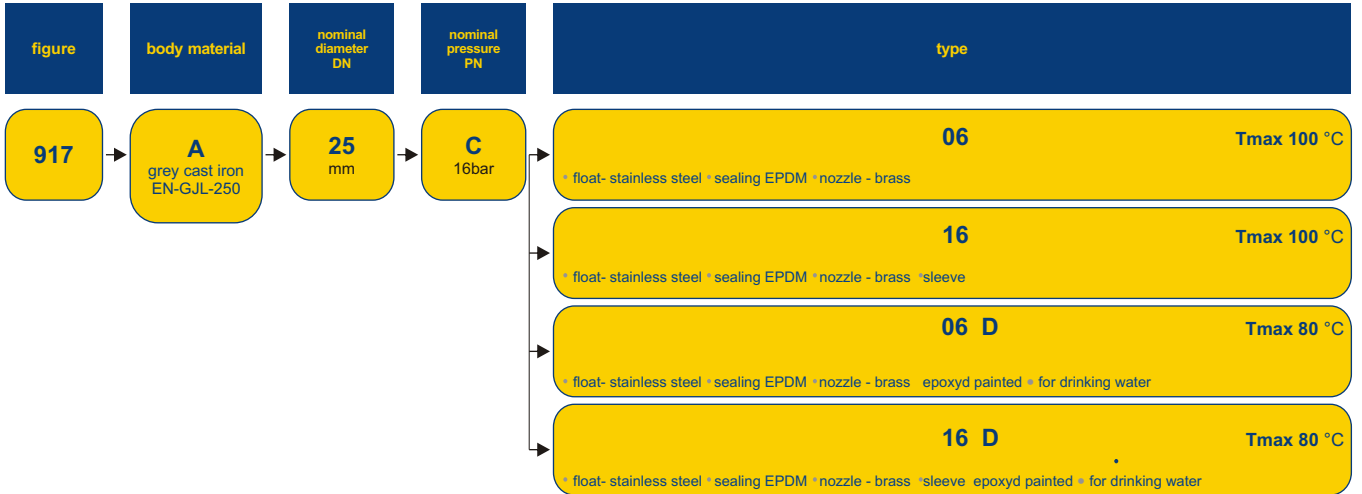 figure
body material
nominal
diameter
DN
nominal
pressure
PN
type
917
A
grey cast iron
EN-GJL-250
25
mm
C
16bar
06 Tmax 100 °C
• float- stainless steel • sealing EPDM • nozzle - brass
16 Tmax 100 °C
• float- stainless steel • sealing EPDM • nozzle - brass •sleeve
06 D Tmax 80 °C
• float- stainless steel • sealing EPDM • nozzle - brass epoxyd painted • for drinking water
16 D Tmax 80 °C
• float- stainless steel • sealing EPDM • nozzle - brass •sleeve epoxyd painted • for drinking water